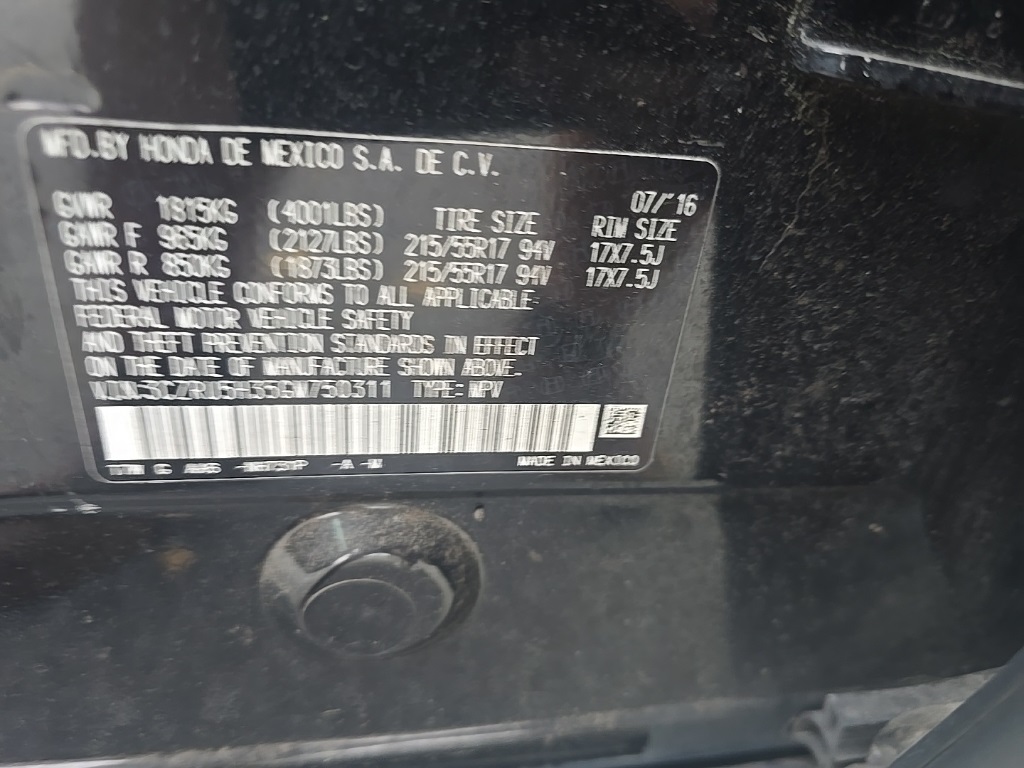 MFD.BY HONDA DE MEXICO S.A. DE C.V.
07/'16
GVWR 1815KG (4001LBS) TIRE SIZE RIM SIZE
GAWR F 965KG (2127LBS) 215/55R17 94V 17X7.5J
GAWR R 850KG (1873LBS) 215/55R17 94V 17X7.5J
THIS VEHICLE CONFORMS TO ALL APPLICABLE
FEDERAL MOTOR VEHICLE SAFETY
AND THEFT PREVENTION STANDARDS IN EFFECT
ON THE DATE OF MANUFACTURE SHOWN ABOVE.
V.I.N.:3CZRU5H35GM750311 TYPE: MPV
MADE IN MEXICO